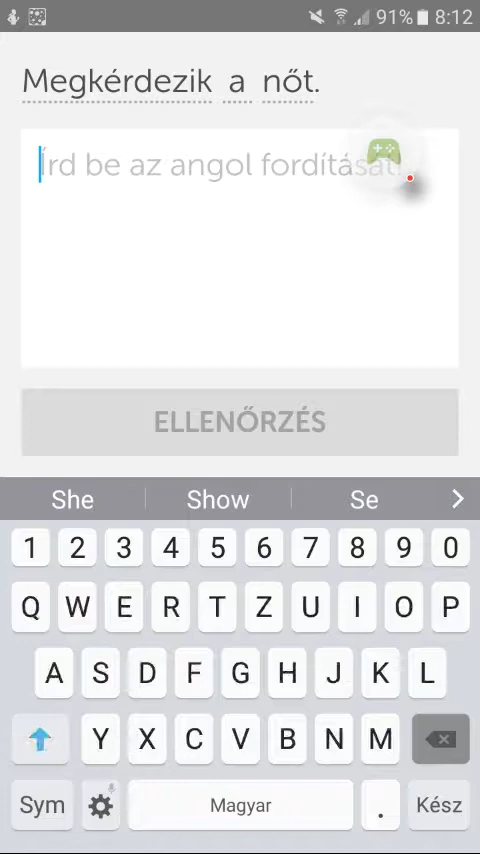 91% 8:12
Megkérdezik a nőt.
Írd be az angol fordítását.
ELLENŐRZÉS
She Show Se
1 2 3 4 5 6 7 8 9 0
Q W E R T Z U I O P
A S D F G H J K L
Y X C V B N M
Sym Magyar . Kész